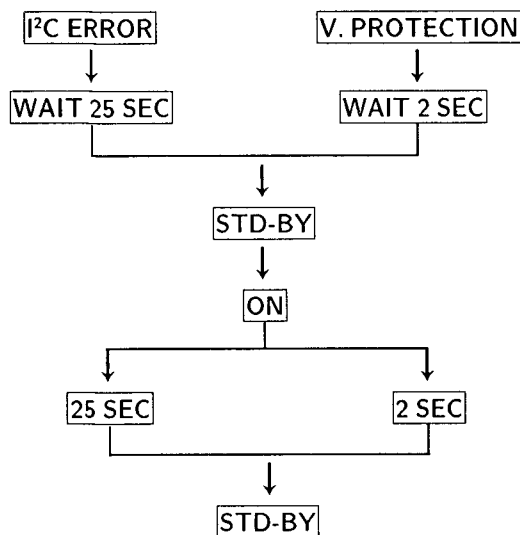 I²C ERROR
V. PROTECTION
WAIT 25 SEC
WAIT 2 SEC
STD-BY
ON
25 SEC
2 SEC
STD-BY